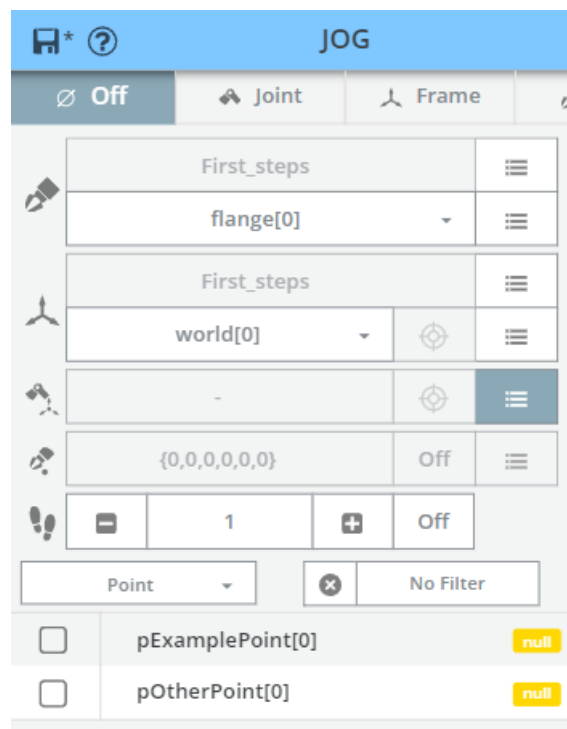 * ? JOG
Off Joint Frame
First_steps
flange[0]
First_steps
world[0]
-
{0,0,0,0,0,0} Off
1 Off
Point No Filter
pExamplePoint[0] null
pOtherPoint[0] null